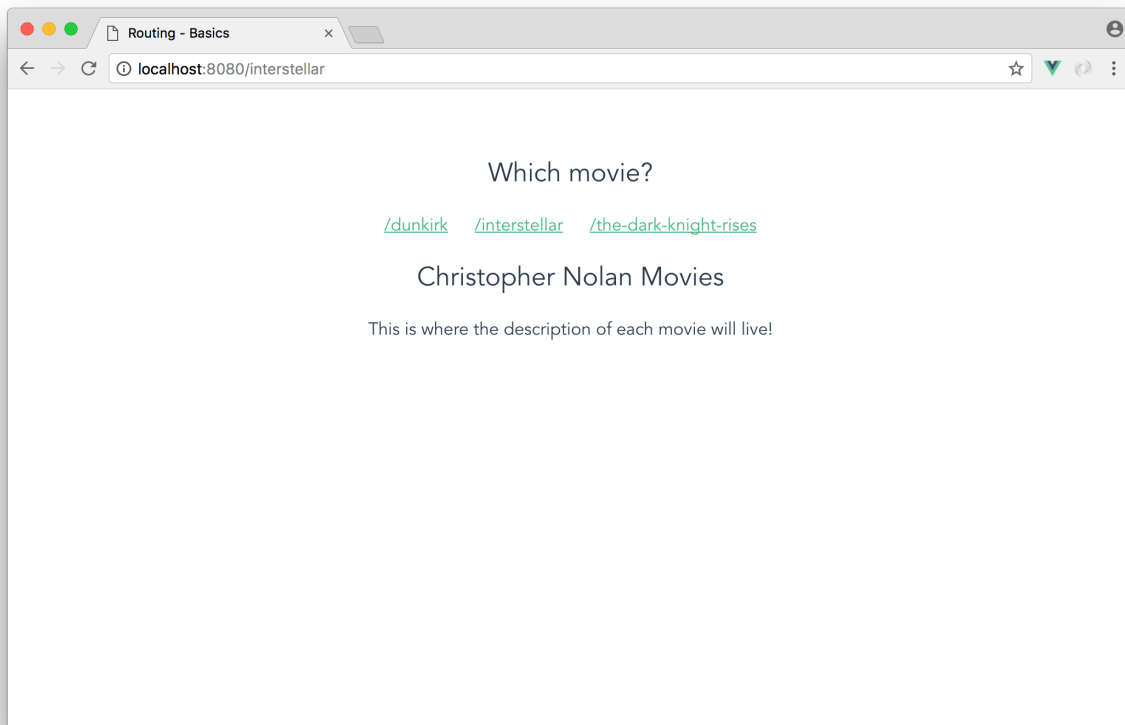 Routing - Basics
localhost:8080/interstellar
Which movie?
/dunkirk /interstellar /the-dark-knight-rises
Christopher Nolan Movies
This is where the description of each movie will live!